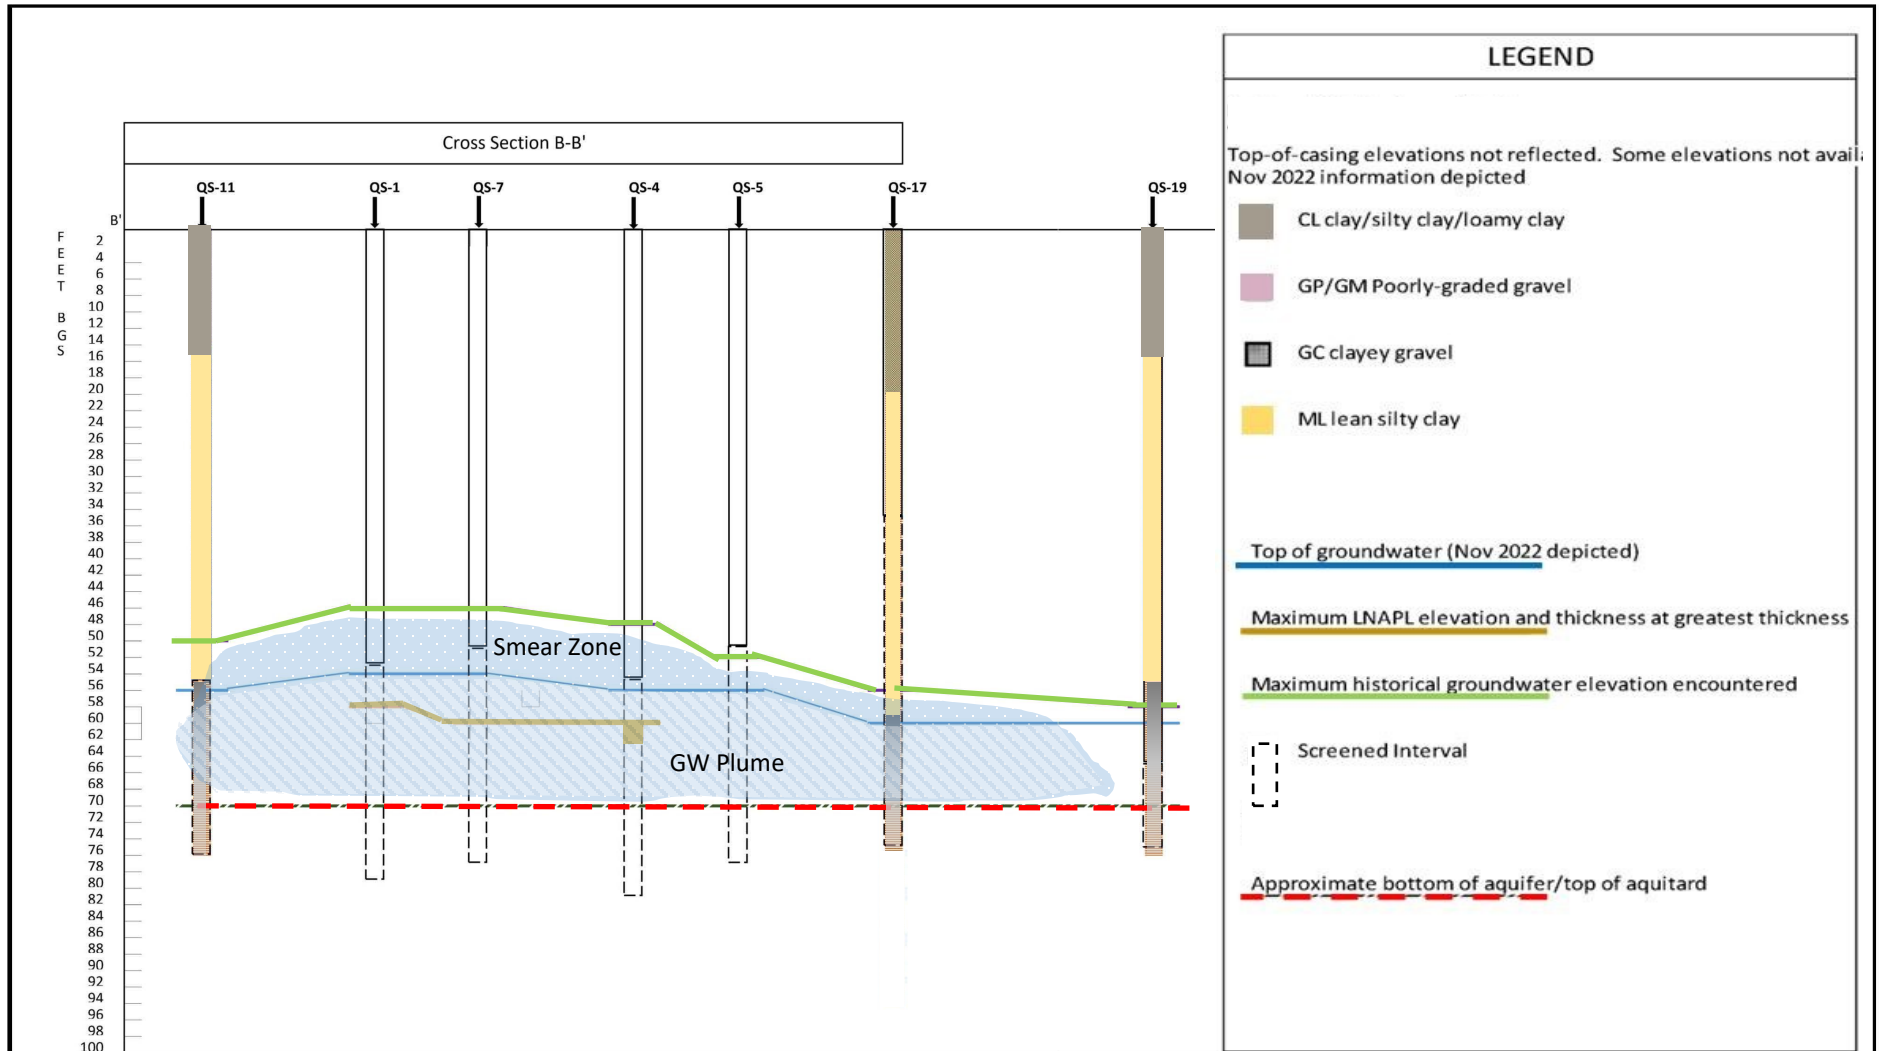 LEGEND
Cross Section B-B'
Top-of-casing elevations not reflected. Some elevations not avail
Nov 2022 information depicted
QS-11 QS-1 QS-7 QS-4 QS-5 QS-17 QS-19
B'
FEET BGS
2
4
6
8
10
12
14
16
18
20
22
24
26
28
30
32
34
36
38
40
42
44
46
48
50
52
54
56
58
60
62
64
66
68
70
72
74
76
78
80
82
84
86
88
90
92
94
96
98
100
Smear Zone
GW Plume
CL clay/silty clay/loamy clay
GP/GM Poorly-graded gravel
GC clayey gravel
ML lean silty clay
Top of groundwater (Nov 2022 depicted)
Maximum LNAPL elevation and thickness at greatest thickness
Maximum historical groundwater elevation encountered
Screened Interval
Approximate bottom of aquifer/top of aquitard